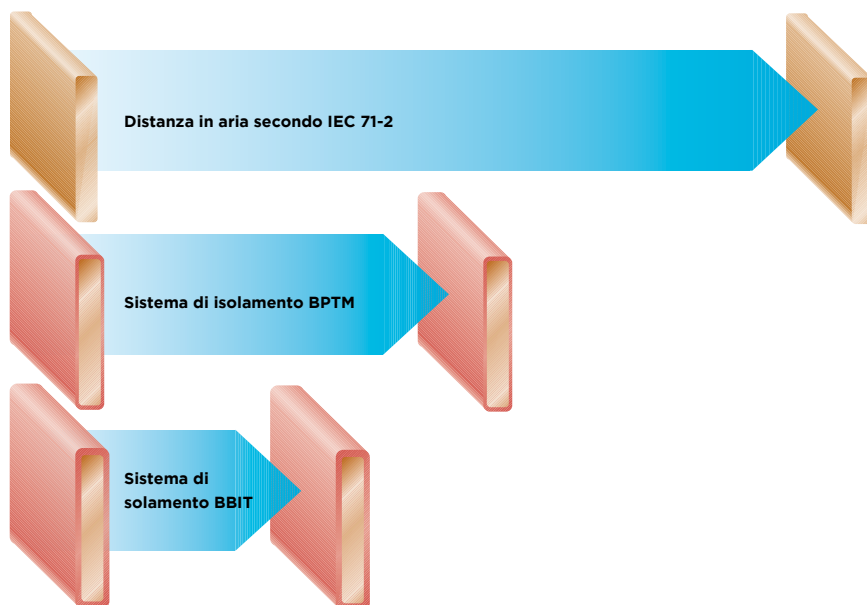 Distanza in aria secondo IEC 71-2
Sistema di isolamento BPTM
Sistema di
solamento BBIT